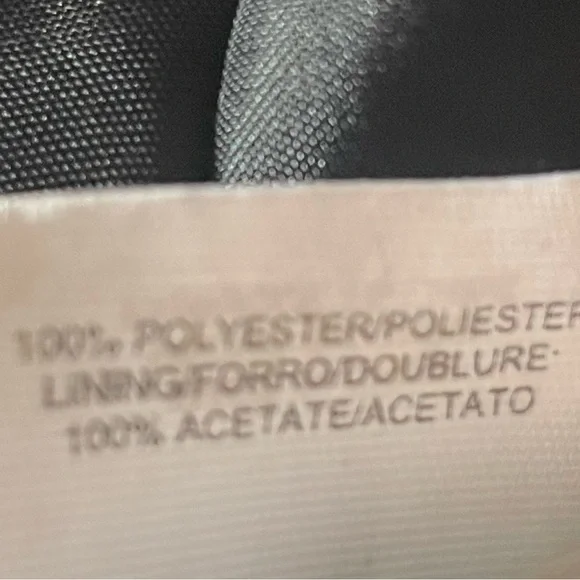 100% POLYESTER/POLIESTER
LINING/FORRO/DOUBLURE·
100% ACETATE/ACETATO